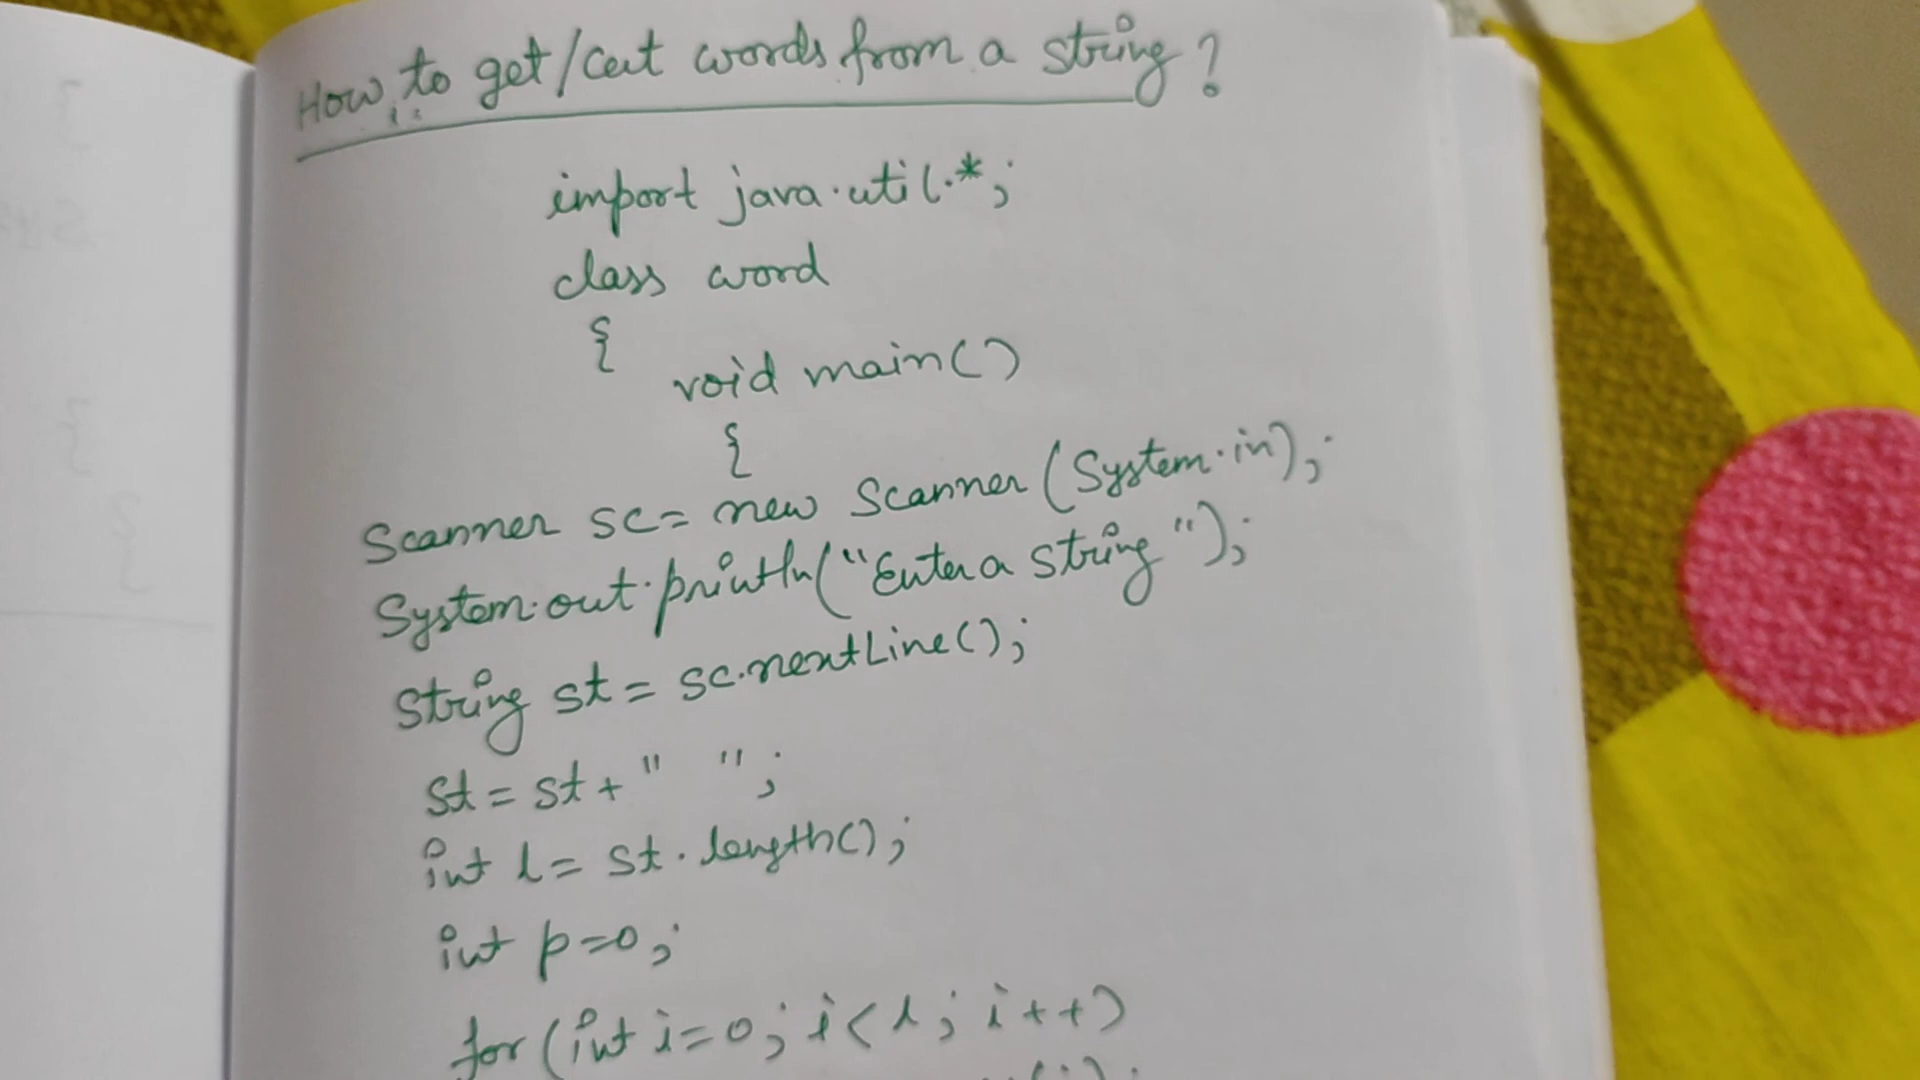 How to get/cut words from a string?
import java.util.*;
class word
{
void main()
{
Scanner sc= new Scanner (System.in);
System.out.println("Enter a string");
String st = sc.nextLine();
st = st + " ";
int l = st.length();
int p=0;
for (int i=0; i<l; i++)